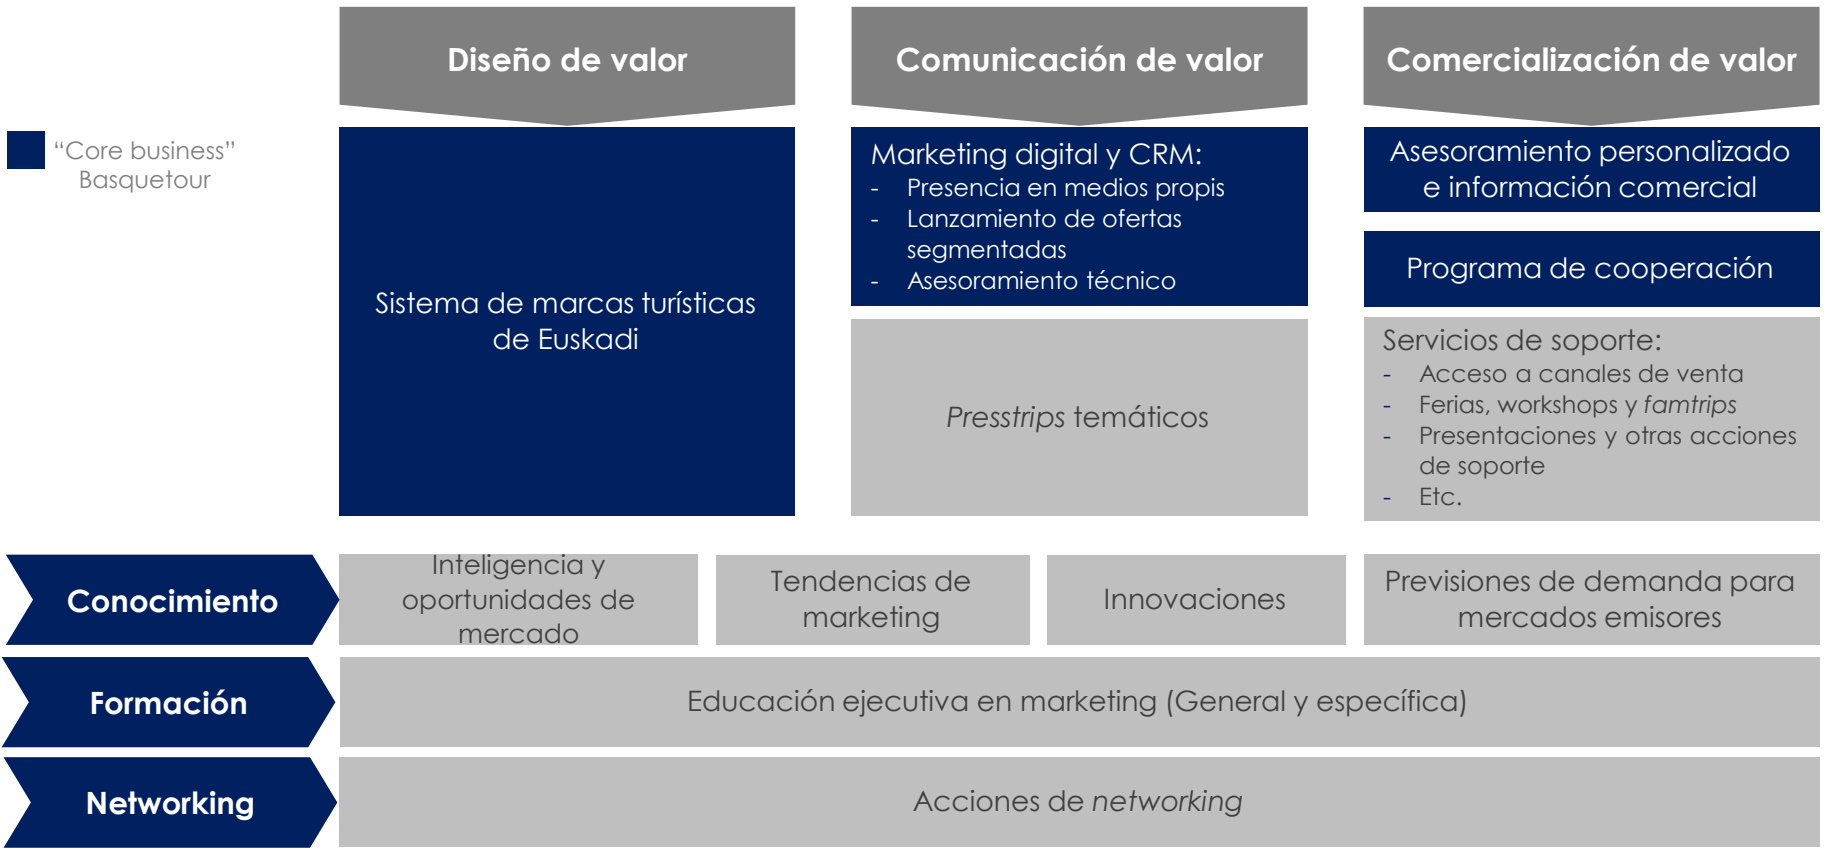 Diseño de valor
Comunicación de valor
Comercialización de valor
“Core business”
Basquetour
Sistema de marcas turísticas
de Euskadi
Marketing digital y CRM:
- Presencia en medios propis
- Lanzamiento de ofertas
segmentadas
- Asesoramiento técnico
Presstrips temáticos
Asesoramiento personalizado
e información comercial
Programa de cooperación
Servicios de soporte:
- Acceso a canales de venta
- Ferias, workshops y famtrips
- Presentaciones y otras acciones
de soporte
- Etc.
Conocimiento
Inteligencia y
oportunidades de
mercado
Tendencias de
marketing
Innovaciones
Previsiones de demanda para
mercados emisores
Formación
Educación ejecutiva en marketing (General y específica)
Networking
Acciones de networking